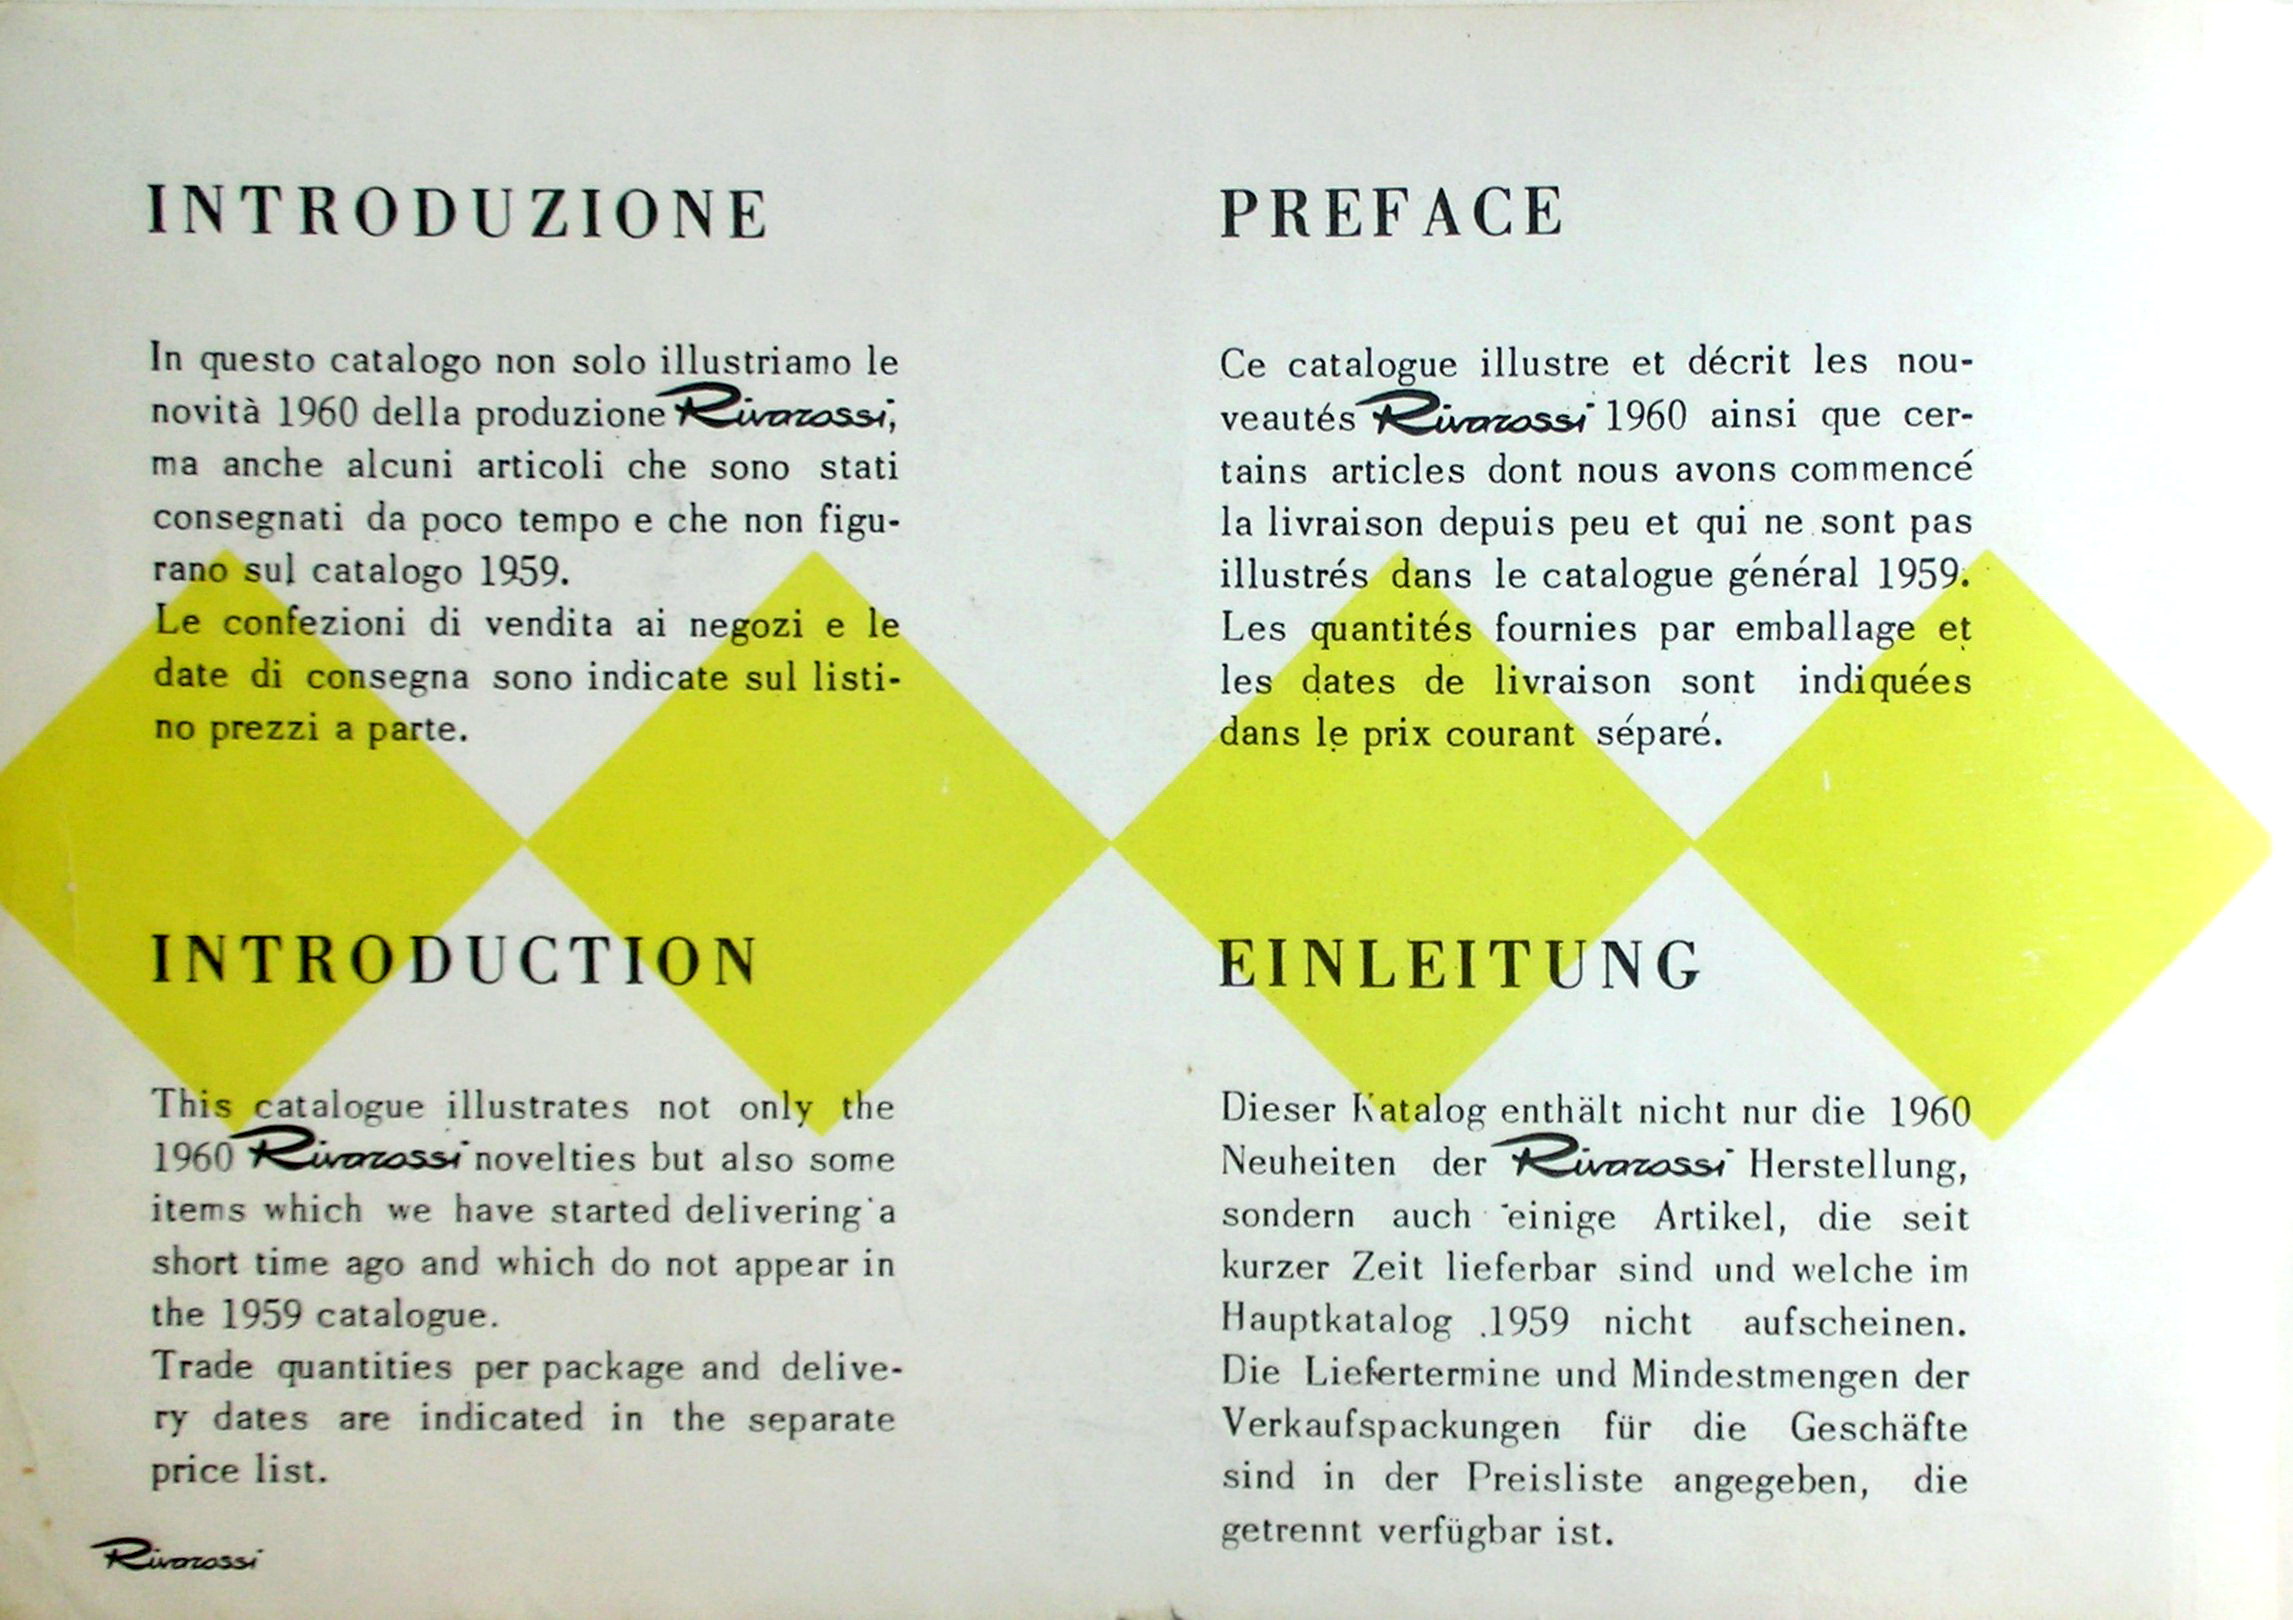 INTRODUZIONE
In questo catalogo non solo illustriamo le
novità 1960 della produzione Rivarossi,
ma anche alcuni articoli che sono stati
consegnati da poco tempo e che non figu-
rano sul catalogo 1959.
Le confezioni di vendita ai negozi e le
date di consegna sono indicate sul listi-
no prezzi a parte.
INTRODUCTION
This catalogue illustrates not only the
1960 Rivarossi novelties but also some
items which we have started delivering a
short time ago and which do not appear in
the 1959 catalogue.
Trade quantities per package and delive-
ry dates are indicated in the separate
price list.
Rivarossi
PREFACE
Ce catalogue illustre et décrit les nou-
veautés Rivarossi 1960 ainsi que cer-
tains articles dont nous avons commencé
la livraison depuis peu et qui ne sont pas
illustrés dans le catalogue général 1959.
Les quantités fournies par emballage et
les dates de livraison sont indiquées
dans le prix courant séparé.
EINLEITUNG
Dieser Katalog enthält nicht nur die 1960
Neuheiten der Rivarossi Herstellung,
sondern auch einige Artikel, die seit
kurzer Zeit lieferbar sind und welche im
Hauptkatalog 1959 nicht aufscheinen.
Die Liefertermine und Mindestmengen der
Verkaufspackungen für die Geschäfte
sind in der Preisliste angegeben, die
getrennt verfügbar ist.